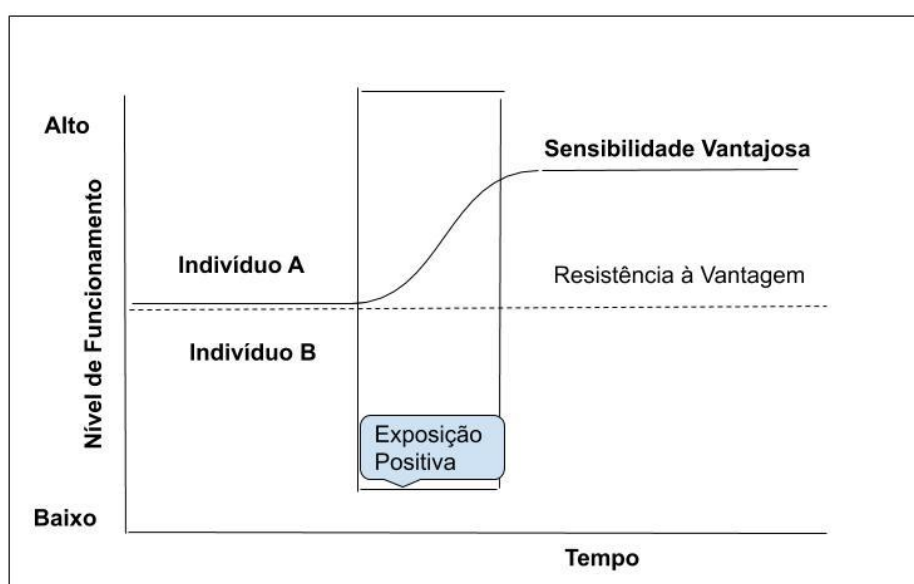 Alto
Sensibilidade Vantajosa
Nível de Funcionamento
Indivíduo A
Resistência à Vantagem
Indivíduo B
Exposição
Positiva
Baixo
Tempo